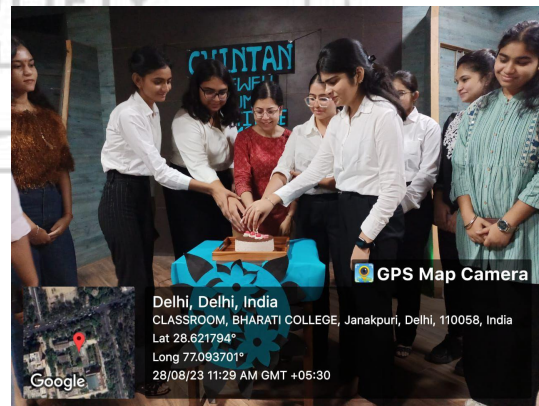 CHINTAN
GPS Map Camera
Delhi, Delhi, India
CLASSROOM, BHARATI COLLEGE, Janakpuri, Delhi, 110058, India
Lat 28.621794°
Long 77.093701°
28/08/23 11:29 AM GMT +05:30
Google